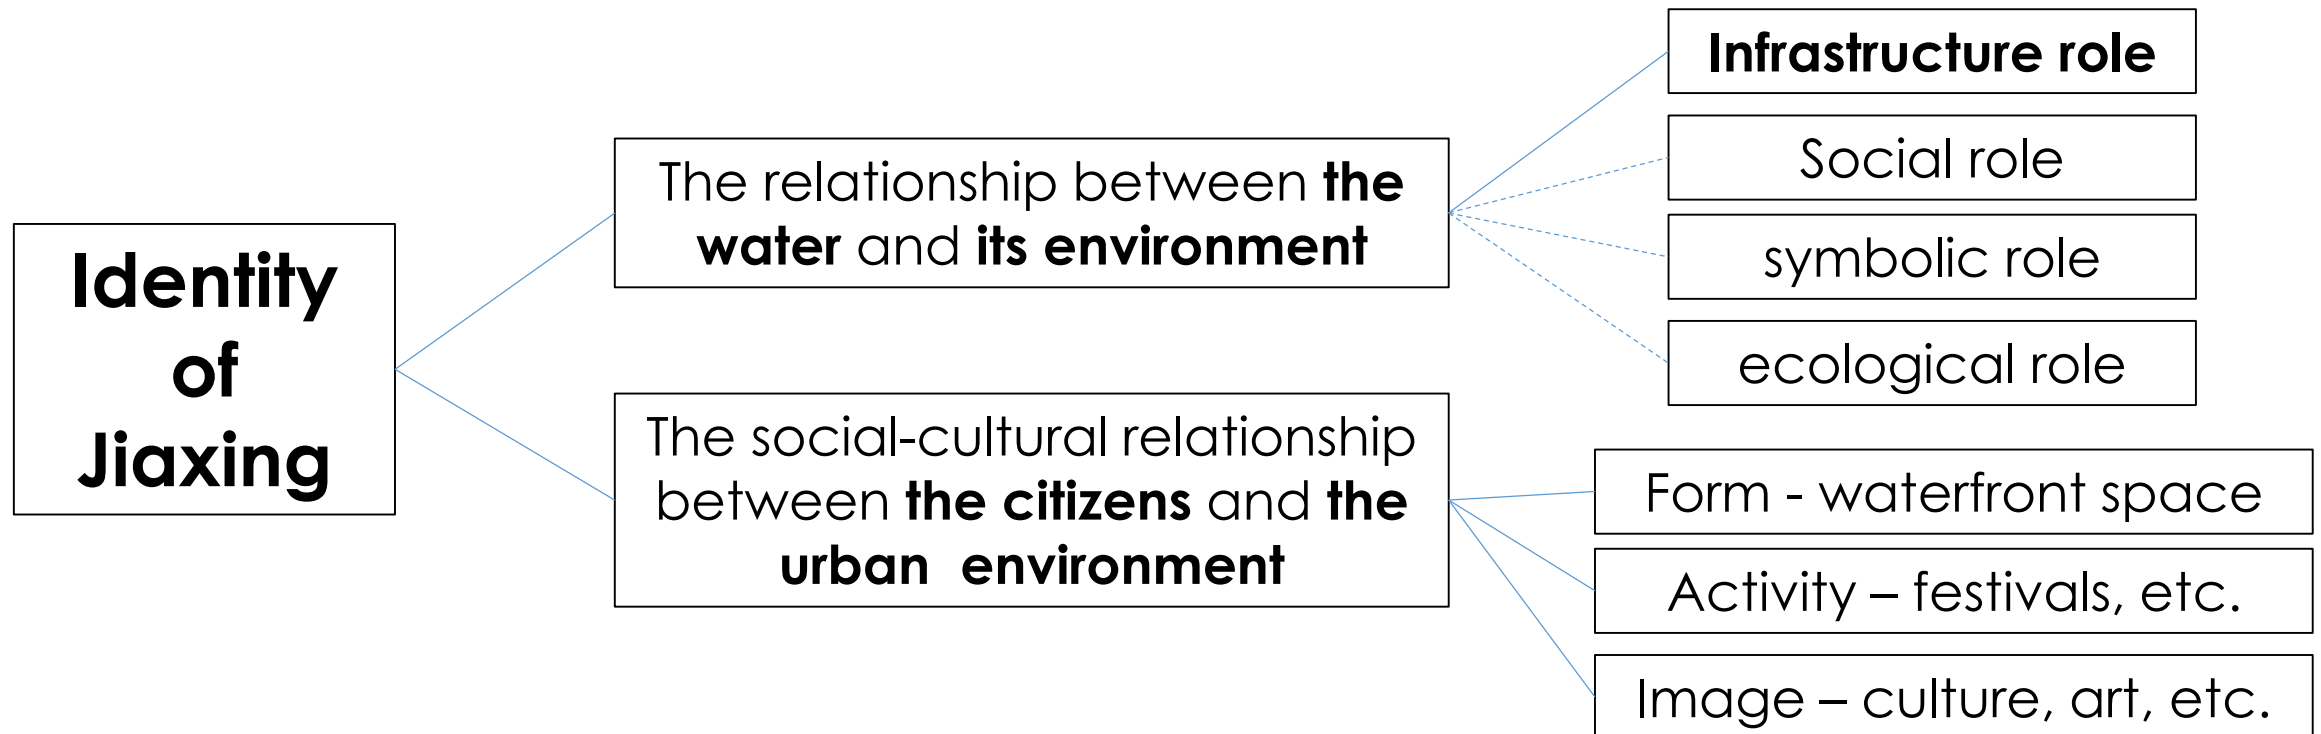 Identity
of
Jiaxing
The relationship between the
water and its environment
The social-cultural relationship
between the citizens and the
urban  environment
Infrastructure role
Social role
symbolic role
ecological role
Form - waterfront space
Activity – festivals, etc.
Image – culture, art, etc.